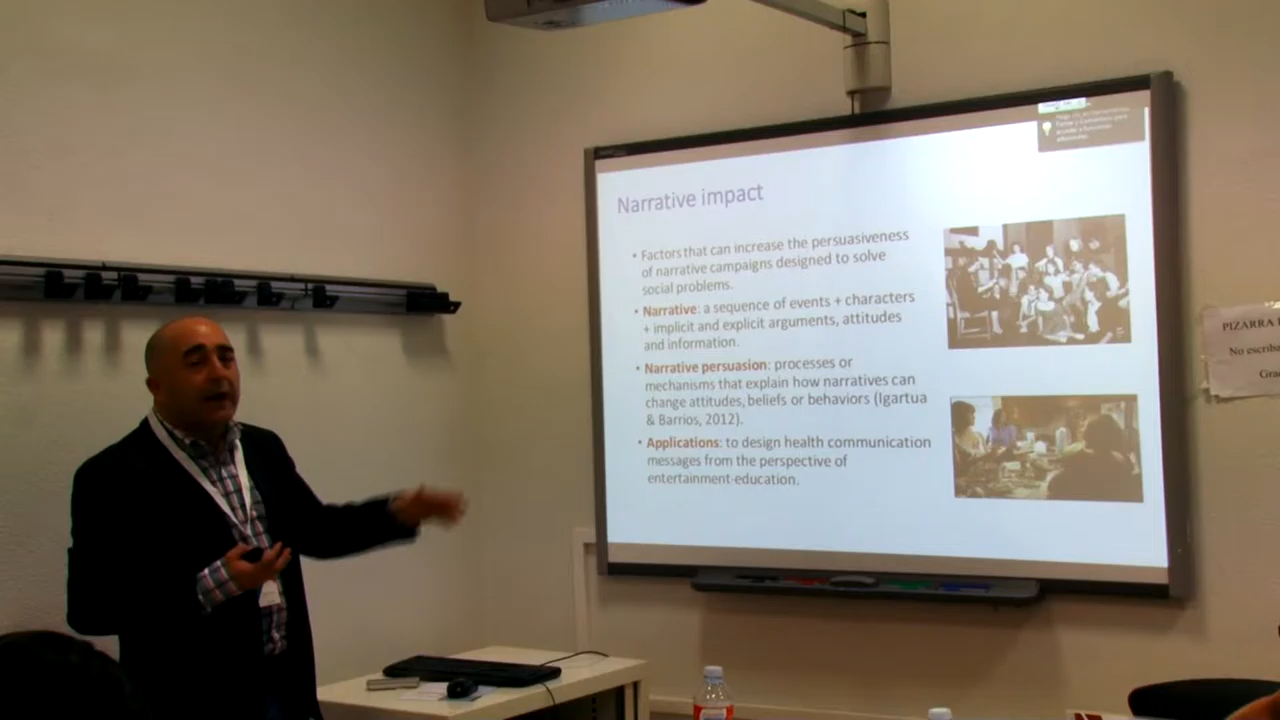 Narrative impact
• Factors that can increase the persuasiveness
of narrative campaigns designed to solve
social problems.
• Narrative: a sequence of events + characters
+ implicit and explicit arguments, attitudes
and information.
• Narrative persuasion: processes or
mechanisms that explain how narratives can
change attitudes, beliefs or behaviors (Igartua
& Barrios, 2012).
• Applications: to design health communication
messages from the perspective of
entertainment-education.
PIZARRA
No escriba
Gra